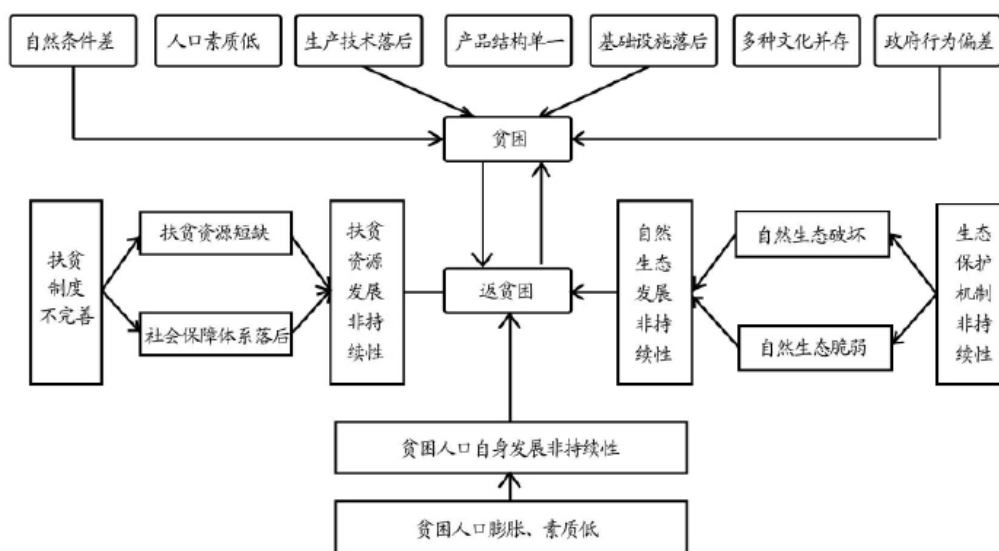 自然条件差
人口素质低
生产技术落后
产品结构单一
基础设施落后
多种文化并存
政府行为偏差
贫困
扶贫
制度
不完善
扶贫资源短缺
社会保障体系落后
扶贫
资源
发展
非持
续性
返贫困
自然
生态
发展
非持
续性
自然生态破坏
自然生态脆弱
生态
保护
机制
非持
续性
贫困人口自身发展非持续性
贫困人口膨胀、素质低